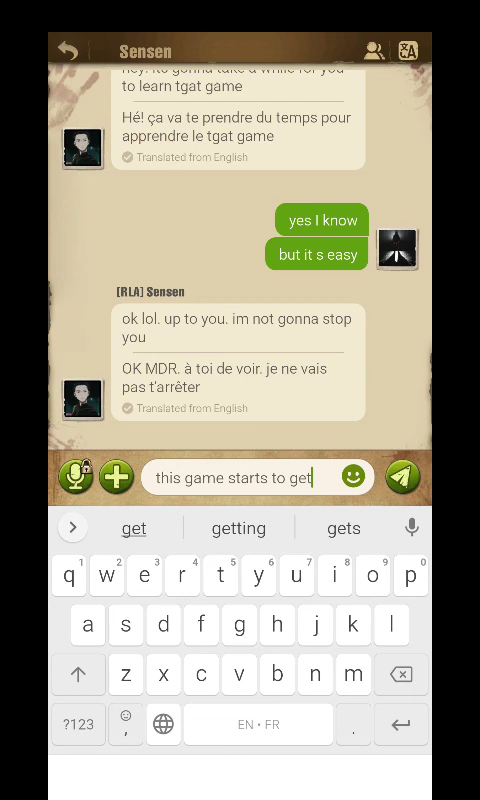 Sensen
hey! its gonna take a while for you
to learn tgat game
Hé! ça va te prendre du temps pour
apprendre le tgat game
Translated from English
yes I know
but it s easy
[RLA] Sensen
ok lol. up to you. im not gonna stop
you
OK MDR. à toi de voir. je ne vais
pas t'arrêter
Translated from English
this game starts to get
get getting gets
1 2 3 4 5 6 7 8 9 0
q w e r t y u i o p
a s d f g h j k l
z x c v b n m
?123 , EN • FR .